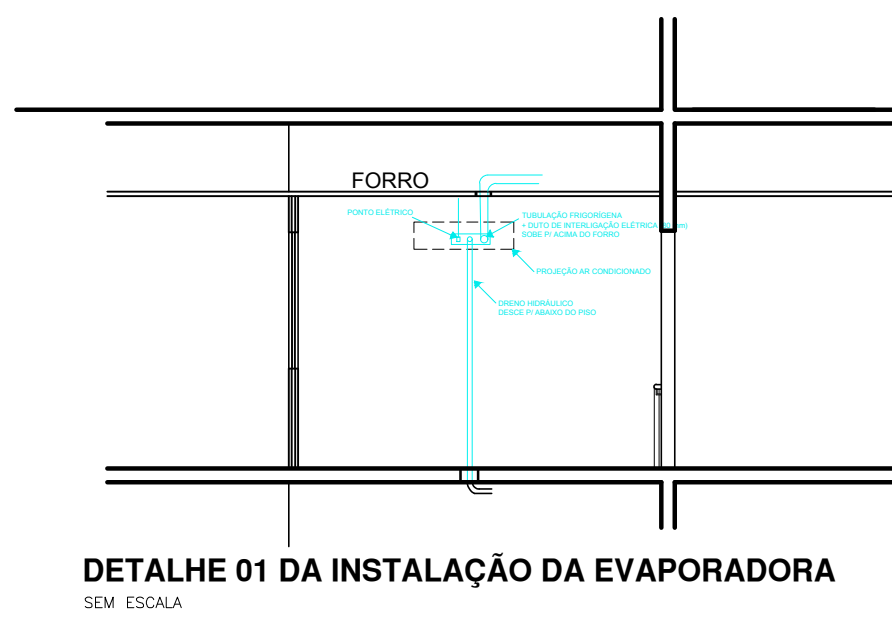 FORRO
PONTO ELÉTRICO
TUBULAÇÃO FRIGORÍGENA
+ DUTO DE INTERLIGAÇÃO ELÉTRICA
SOBE P/ ACIMA DO FORRO
PROJEÇÃO AR CONDICIONADO
DRENO HIDRÁULICO
DESCE P/ ABAIXO DO PISO
DETALHE 01 DA INSTALAÇÃO DA EVAPORADORA
SEM ESCALA